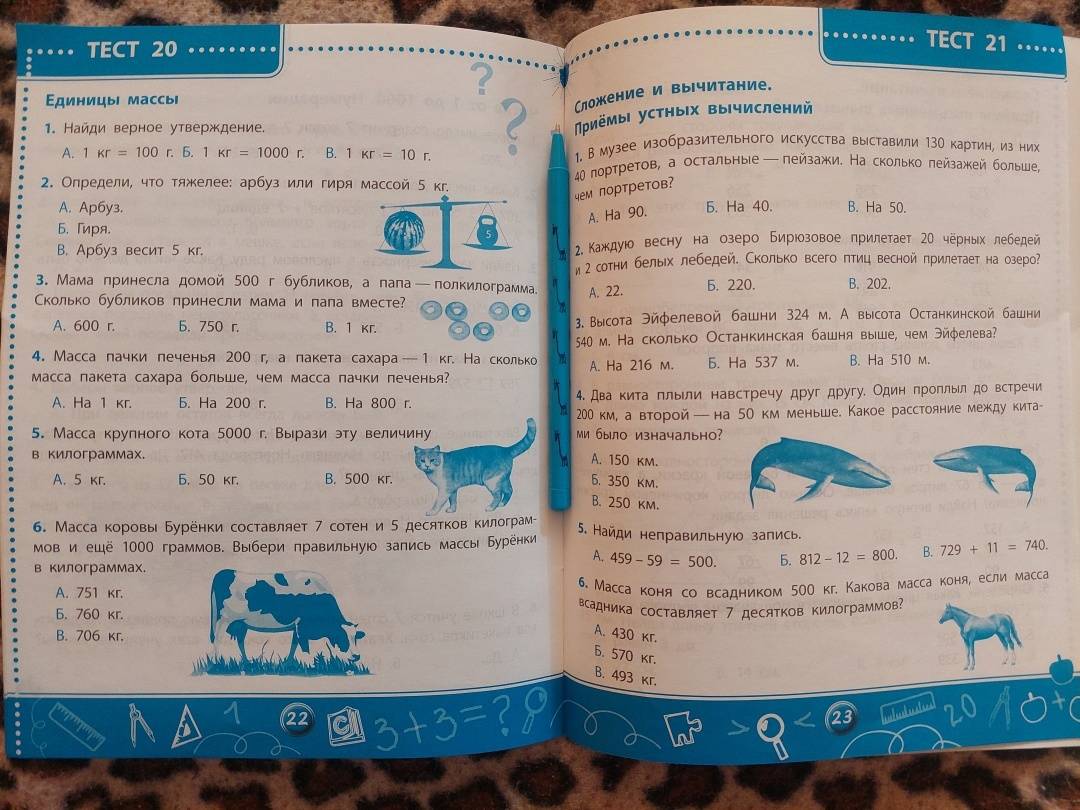 ТЕСТ 20
Единицы массы
1. Найди верное утверждение.
А. 1 кг = 100 г. Б. 1 кг = 1000 г. В. 1 кг = 10 г.
2. Определи, что тяжелее: арбуз или гиря массой 5 кг.
А. Арбуз.
Б. Гиря.
В. Арбуз весит 5 кг.
5
3. Мама принесла домой 500 г бубликов, а папа — полкилограмма.
Сколько бубликов принесли мама и папа вместе?
А. 600 г. Б. 750 г. В. 1 кг.
4. Масса пачки печенья 200 г, а пакета сахара — 1 кг. На сколько
масса пакета сахара больше, чем масса пачки печенья?
А. На 1 кг. Б. На 200 г. В. На 800 г.
5. Масса крупного кота 5000 г. Вырази эту величину
в килограммах.
А. 5 кг. Б. 50 кг. В. 500 кг.
6. Масса коровы Бурёнки составляет 7 сотен и 5 десятков килограм-
мов и ещё 1000 граммов. Выбери правильную запись массы Бурёнки
в килограммах.
А. 751 кг.
Б. 760 кг.
В. 706 кг.
1
22
3+3=?
ТЕСТ 21
Сложение и вычитание.
Приёмы устных вычислений
1. В музее изобразительного искусства выставили 130 картин, из них
40 портретов, а остальные — пейзажи. На сколько пейзажей больше,
чем портретов?
А. На 90. Б. На 40. В. На 50.
2. Каждую весну на озеро Бирюзовое прилетает 20 чёрных лебедей
и 2 сотни белых лебедей. Сколько всего птиц весной прилетает на озеро?
А. 22. Б. 220. В. 202.
3. Высота Эйфелевой башни 324 м. А высота Останкинской башни
540 м. На сколько Останкинская башня выше, чем Эйфелева?
А. На 216 м. Б. На 537 м. В. На 510 м.
4. Два кита плыли навстречу друг другу. Один проплыл до встречи
200 км, а второй — на 50 км меньше. Какое расстояние между кита-
ми было изначально?
А. 150 км.
Б. 350 км.
В. 250 км.
5. Найди неправильную запись.
А. 459 – 59 = 500. Б. 812 – 12 = 800. В. 729 + 11 = 740.
6. Масса коня со всадником 500 кг. Какова масса коня, если масса
всадника составляет 7 десятков килограммов?
А. 430 кг.
Б. 570 кг.
В. 493 кг.
> <
23
20
+